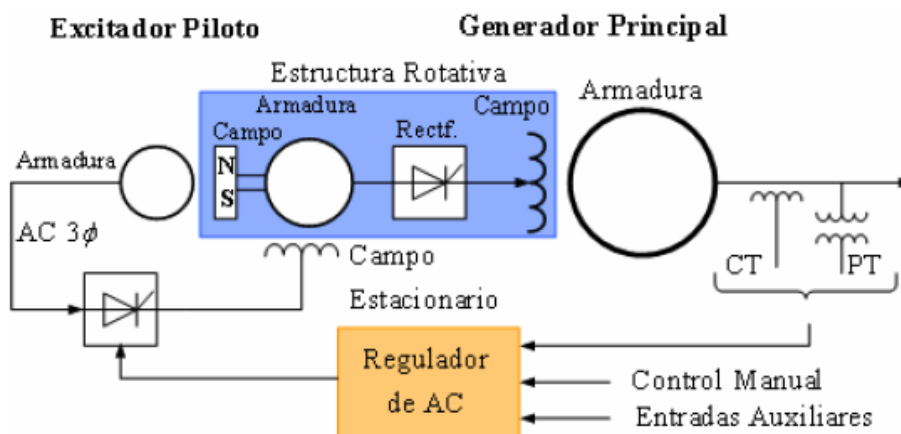 Excitador Piloto
Generador Principal
Estructura Rotativa
Armadura
Campo
N
S
Armadura
Rectf.
Campo
Armadura
AC 3ϕ
Campo
CT
PT
Estacionario
Regulador
de AC
Control Manual
Entradas Auxiliares